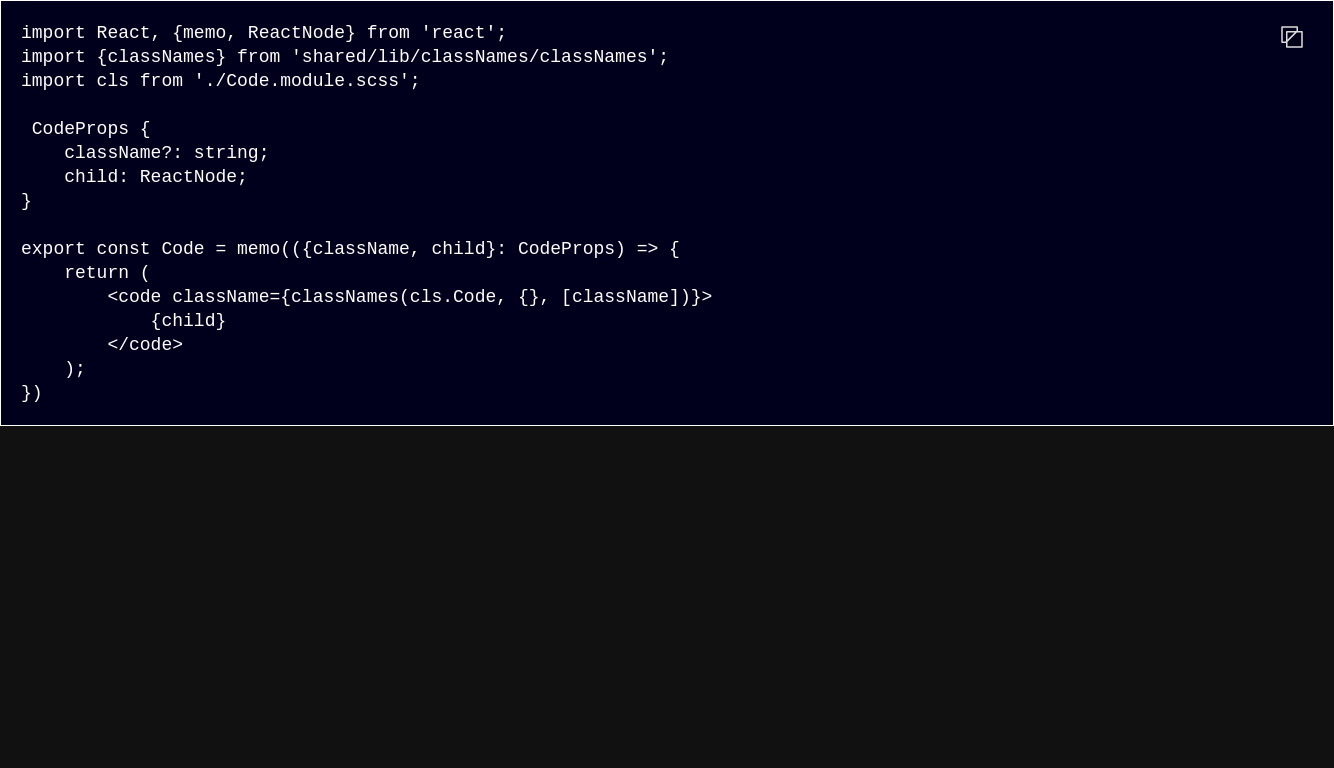 import React, {memo, ReactNode} from 'react';
import {classNames} from 'shared/lib/classNames/classNames';
import cls from './Code.module.scss';

 CodeProps {
    className?: string;
    child: ReactNode;
}

export const Code = memo(({className, child}: CodeProps) => {
    return (
        <code className={classNames(cls.Code, {}, [className])}>
            {child}
        </code>
    );
})